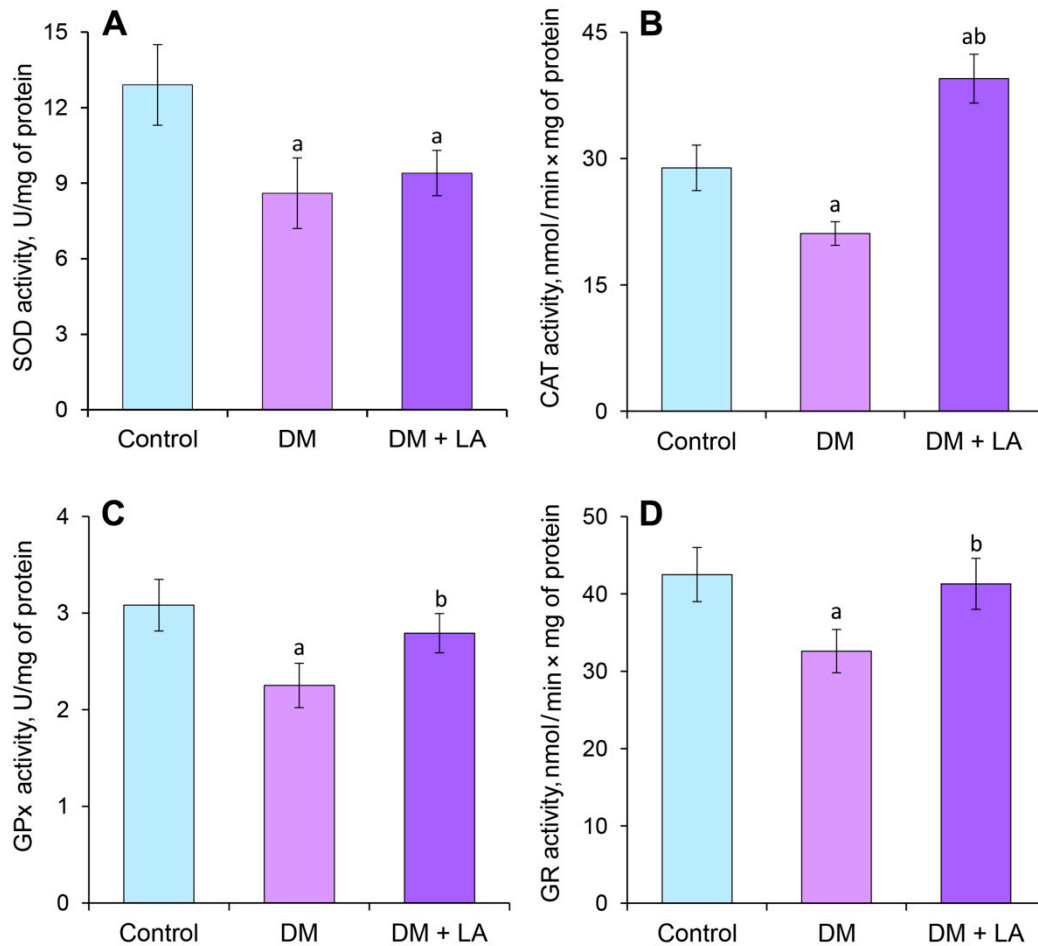 A
SOD activity, U/mg of protein
15
12
9
6
3
0
a
a
Control DM DM + LA
B
CAT activity, nmol/min × mg of protein
45
30
15
0
a
ab
Control DM DM + LA
C
GPx activity, U/mg of protein
4
3
2
1
0
a
b
Control DM DM + LA
D
GR activity, nmol/min × mg of protein
50
40
30
20
10
0
a
b
Control DM DM + LA